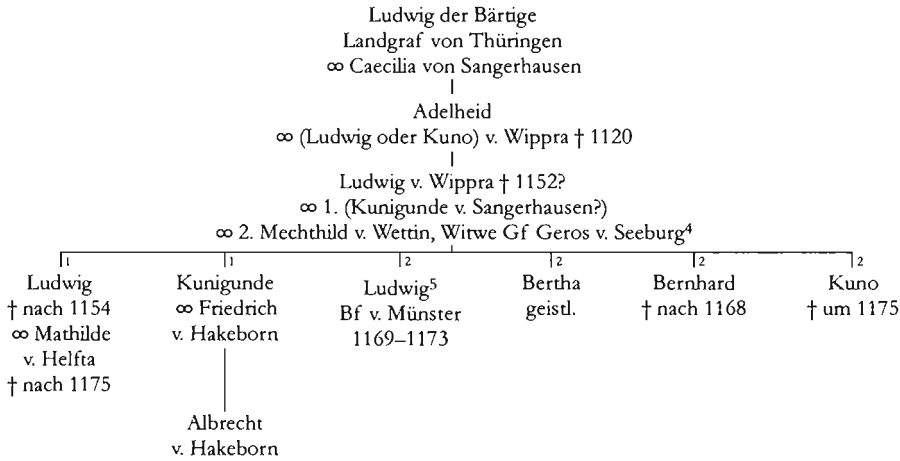 Ludwig der Bärtige
Landgraf von Thüringen
∞ Caecilia von Sangerhausen
Adelheid
∞ (Ludwig oder Kuno) v. Wippra † 1120
Ludwig v. Wippra † 1152?
∞ 1. (Kunigunde v. Sangerhausen?)
∞ 2. Mechthild v. Wettin, Witwe Gf Geros v. Seeburg⁴
1
Ludwig
† nach 1154
∞ Mathilde
v. Helfta
† nach 1175
1
Kunigunde
∞ Friedrich
v. Hakeborn
Albrecht
v. Hakeborn
2
Ludwig⁵
Bf v. Münster
1169–1173
2
Bertha
geistl.
2
Bernhard
† nach 1168
2
Kuno
† um 1175